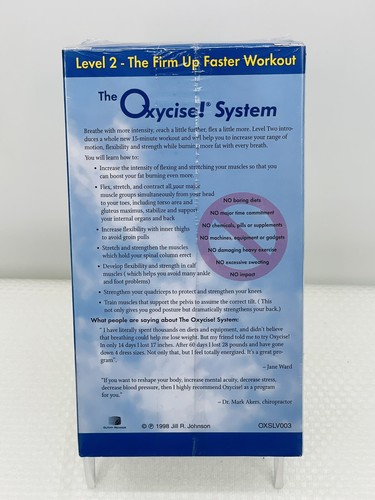 Level 2 - The Firm Up Faster Workout
The Oxycise!® System
Breathe with more intensity, reach a little further, flex a little more. Level Two intro-
duces a whole new 15-minute workout and will help you to increase your range of
motion, flexibility and strength while burning more fat with every breath.
You will learn how to:
• Increase the intensity of flexing and stretching your muscles so that you
can boost your fat burning even more.
• Flex, stretch, and contract all your major
muscle groups simultaneously from your head
to your toes, including torso area and
gluteus maximus, stabilize and support
your internal organs and back
• Increase flexibility with inner thighs
to avoid groin pulls
• Stretch and strengthen the muscles
which hold your spinal column erect
• Develop flexibility and strength in calf
muscles ( which helps you avoid many ankle
and foot problems)
• Strengthen your quadriceps to protect and strengthen your knees
• Train muscles that support the pelvis to assume the correct tilt. ( This
not only gives you good posture but dramatically strengthens your back.)
NO boring diets
NO major time commitment
NO chemicals, pills or supplements
NO machines, equipment or gadgets
NO damaging heavy exercise
NO excessive sweating
NO impact
What people are saying about The Oxycise! System:
"I have literally spent thousands on diets and equipment, and didn't believe
that breathing could help me lose weight. But my friend told me to try Oxycise!
In only 14 days I lost 17 inches. After 60 days I lost 28 pounds and have gone
down 4 dress sizes. Not only that, but I feel totally energized. It's a great pro-
gram".
– Jane Ward
"If you want to reshape your body, increase mental acuity, decrease stress,
decrease blood pressure, then I highly recommend Oxycise! as a program
for you."
– Dr. Mark Akers, chiropractor
© ℗ 1998 Jill R. Johnson
OXSLV003